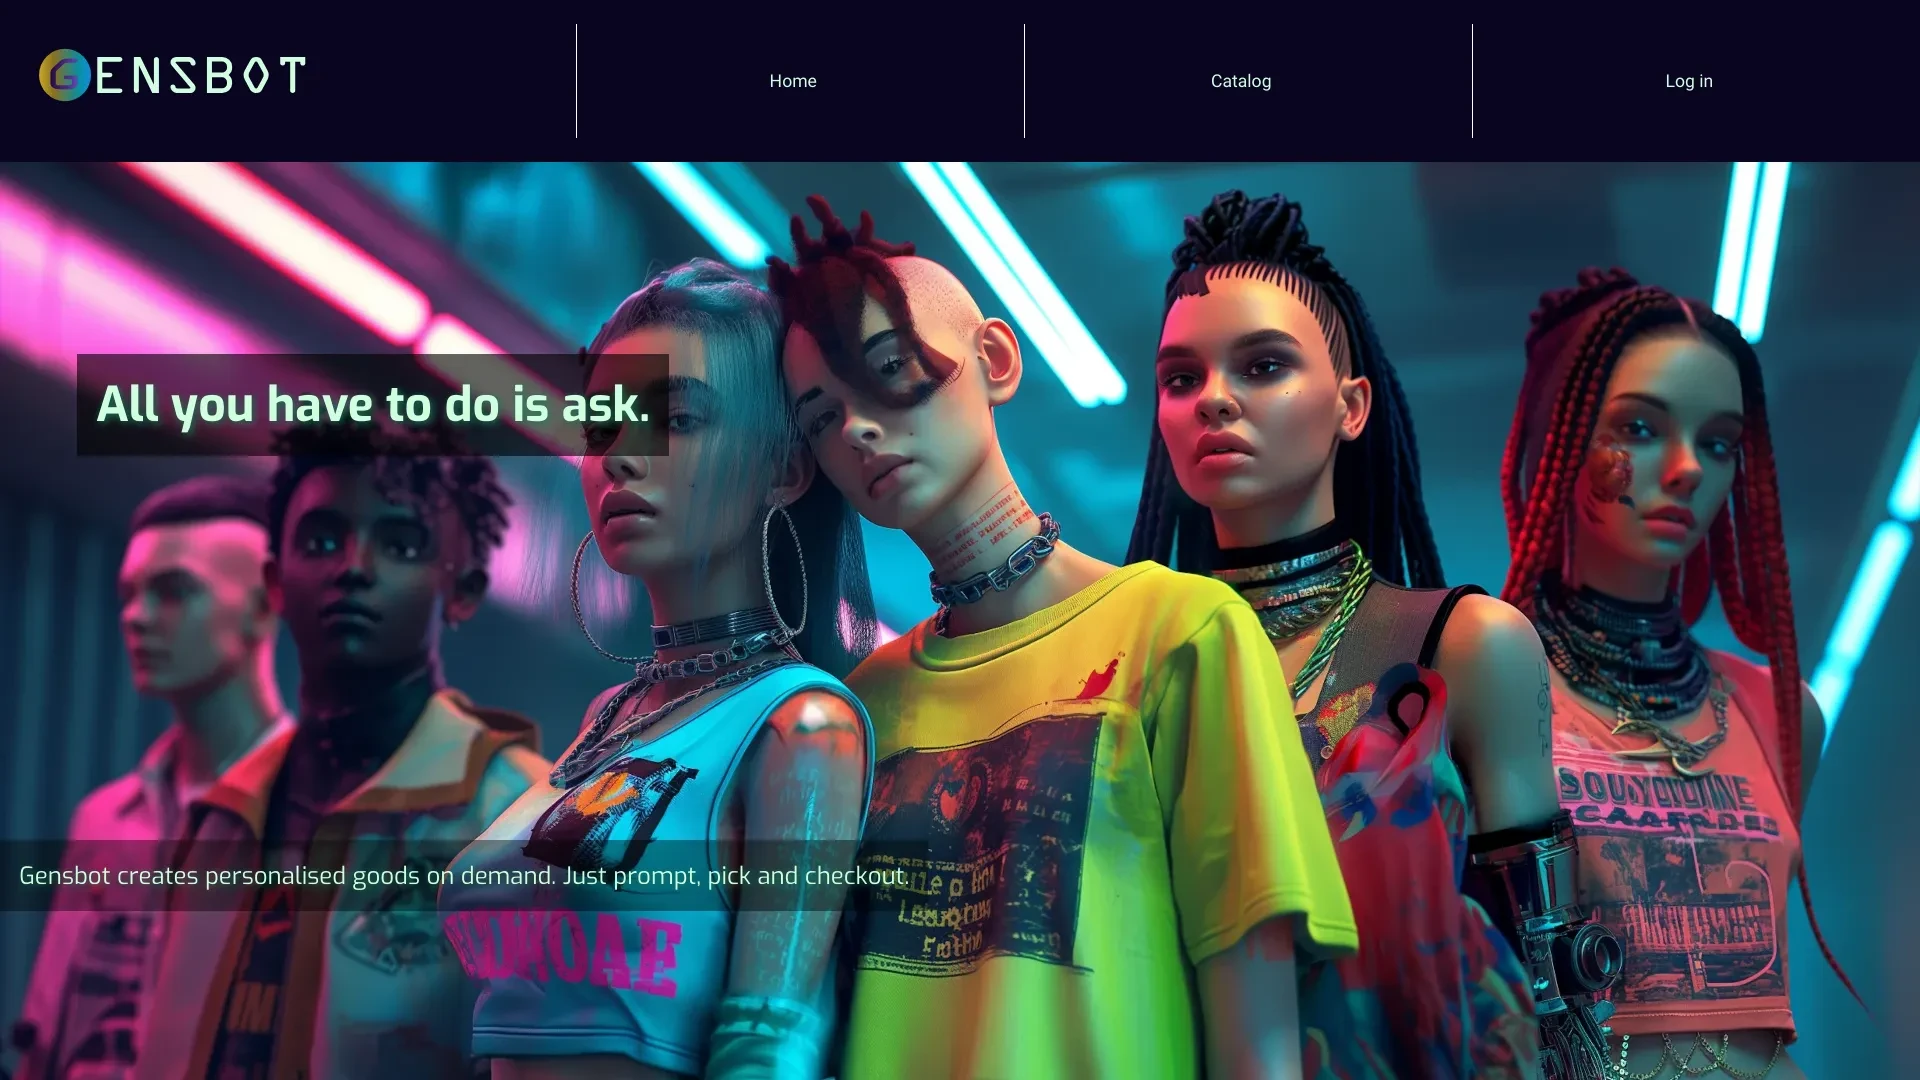 GENSBOT
Home
Catalog
Log in
All you have to do is ask.
Gensbot creates personalised goods on demand. Just prompt, pick and checkout.